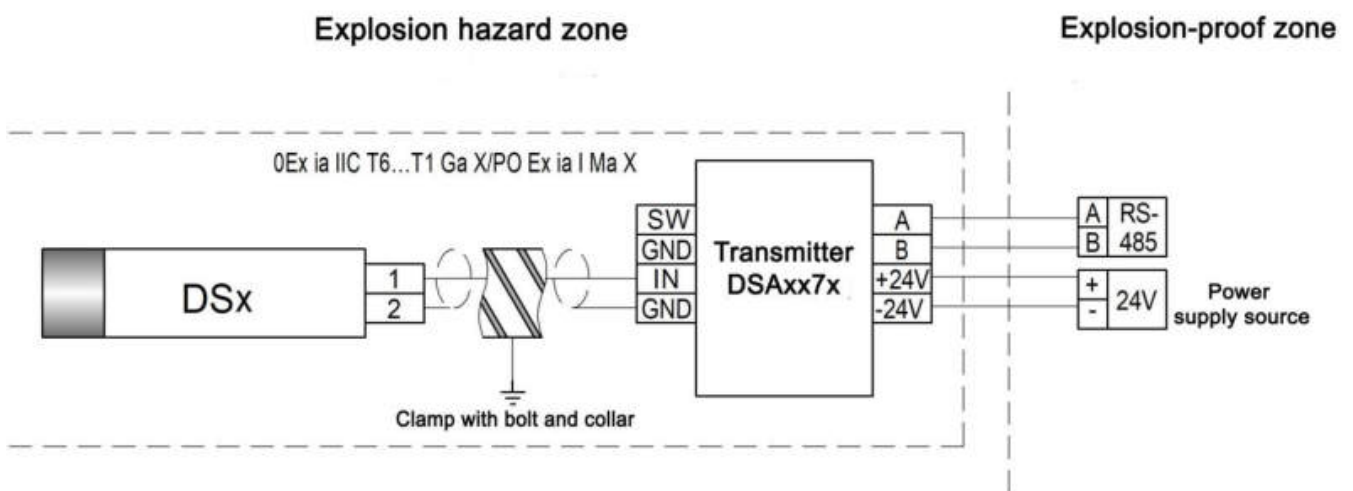 Explosion hazard zone
Explosion-proof zone
0Ex ia IIC T6...T1 Ga X/PO Ex ia I Ma X
DSx
1
2
SW
GND
IN
GND
Transmitter
DSAxx7x
A
B
+24V
-24V
A
B
RS-
485
+
-
24V
Power
supply source
Clamp with bolt and collar